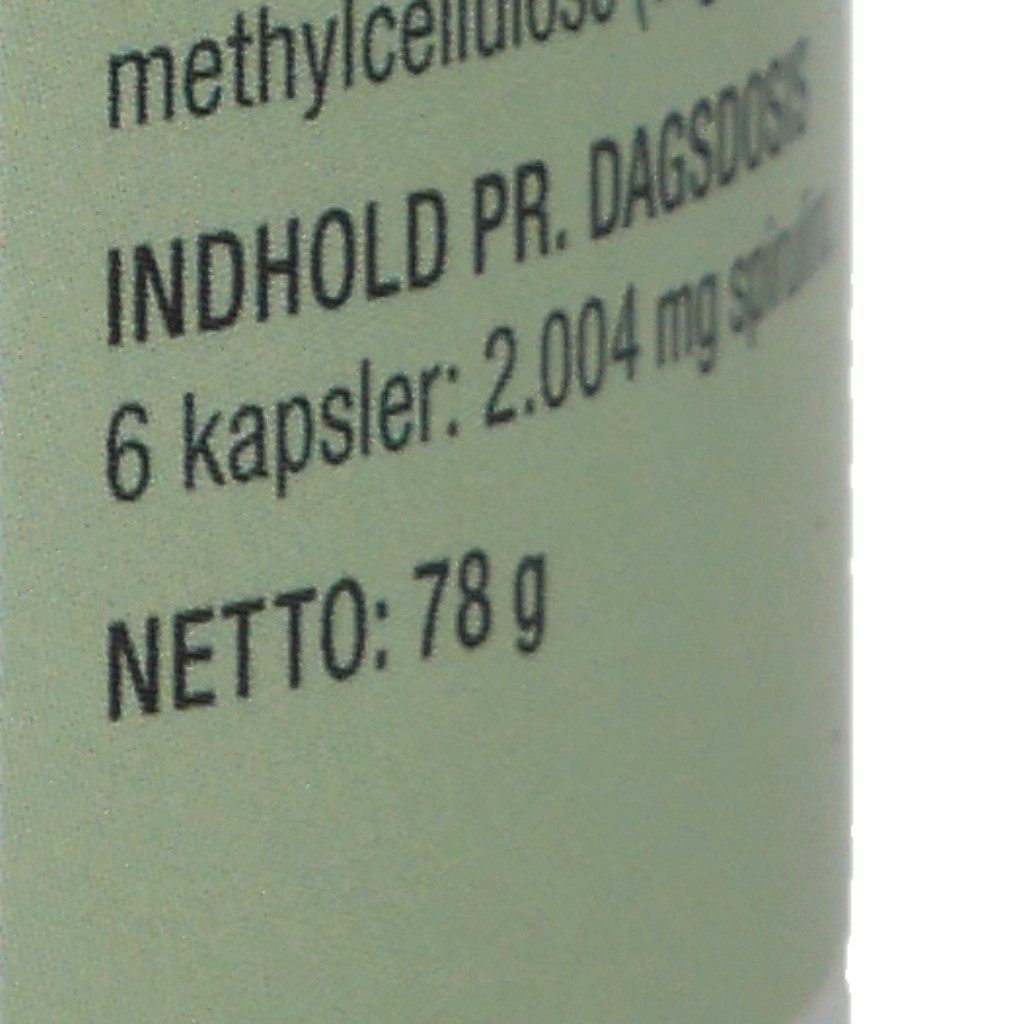 methylcellulose
INDHOLD PR. DAGSDOSIS
6 kapsler: 2.004 mg
NETTO: 78 g